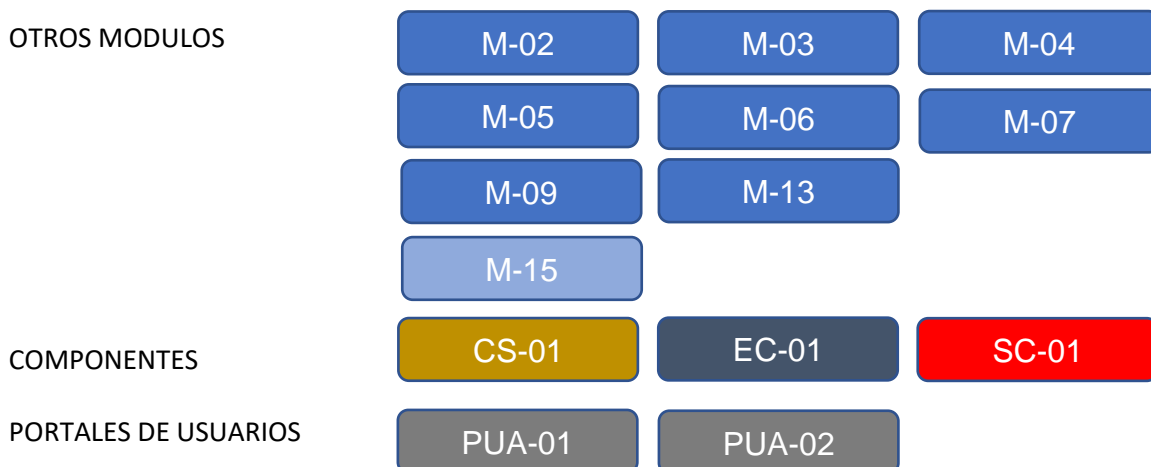 OTROS MODULOS
M-02 M-03 M-04
M-05 M-06 M-07
M-09 M-13
M-15
COMPONENTES
CS-01 EC-01 SC-01
PORTALES DE USUARIOS
PUA-01 PUA-02